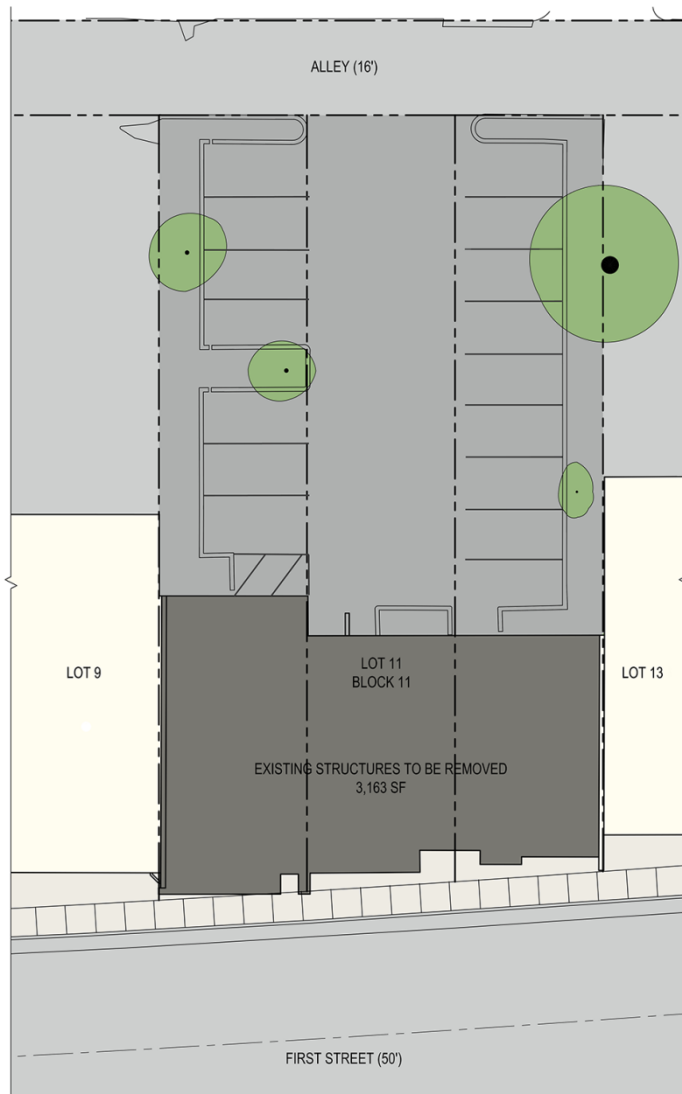 ALLEY (16')
LOT 9
LOT 11
BLOCK 11
LOT 13
EXISTING STRUCTURES TO BE REMOVED
3,163 SF
FIRST STREET (50')